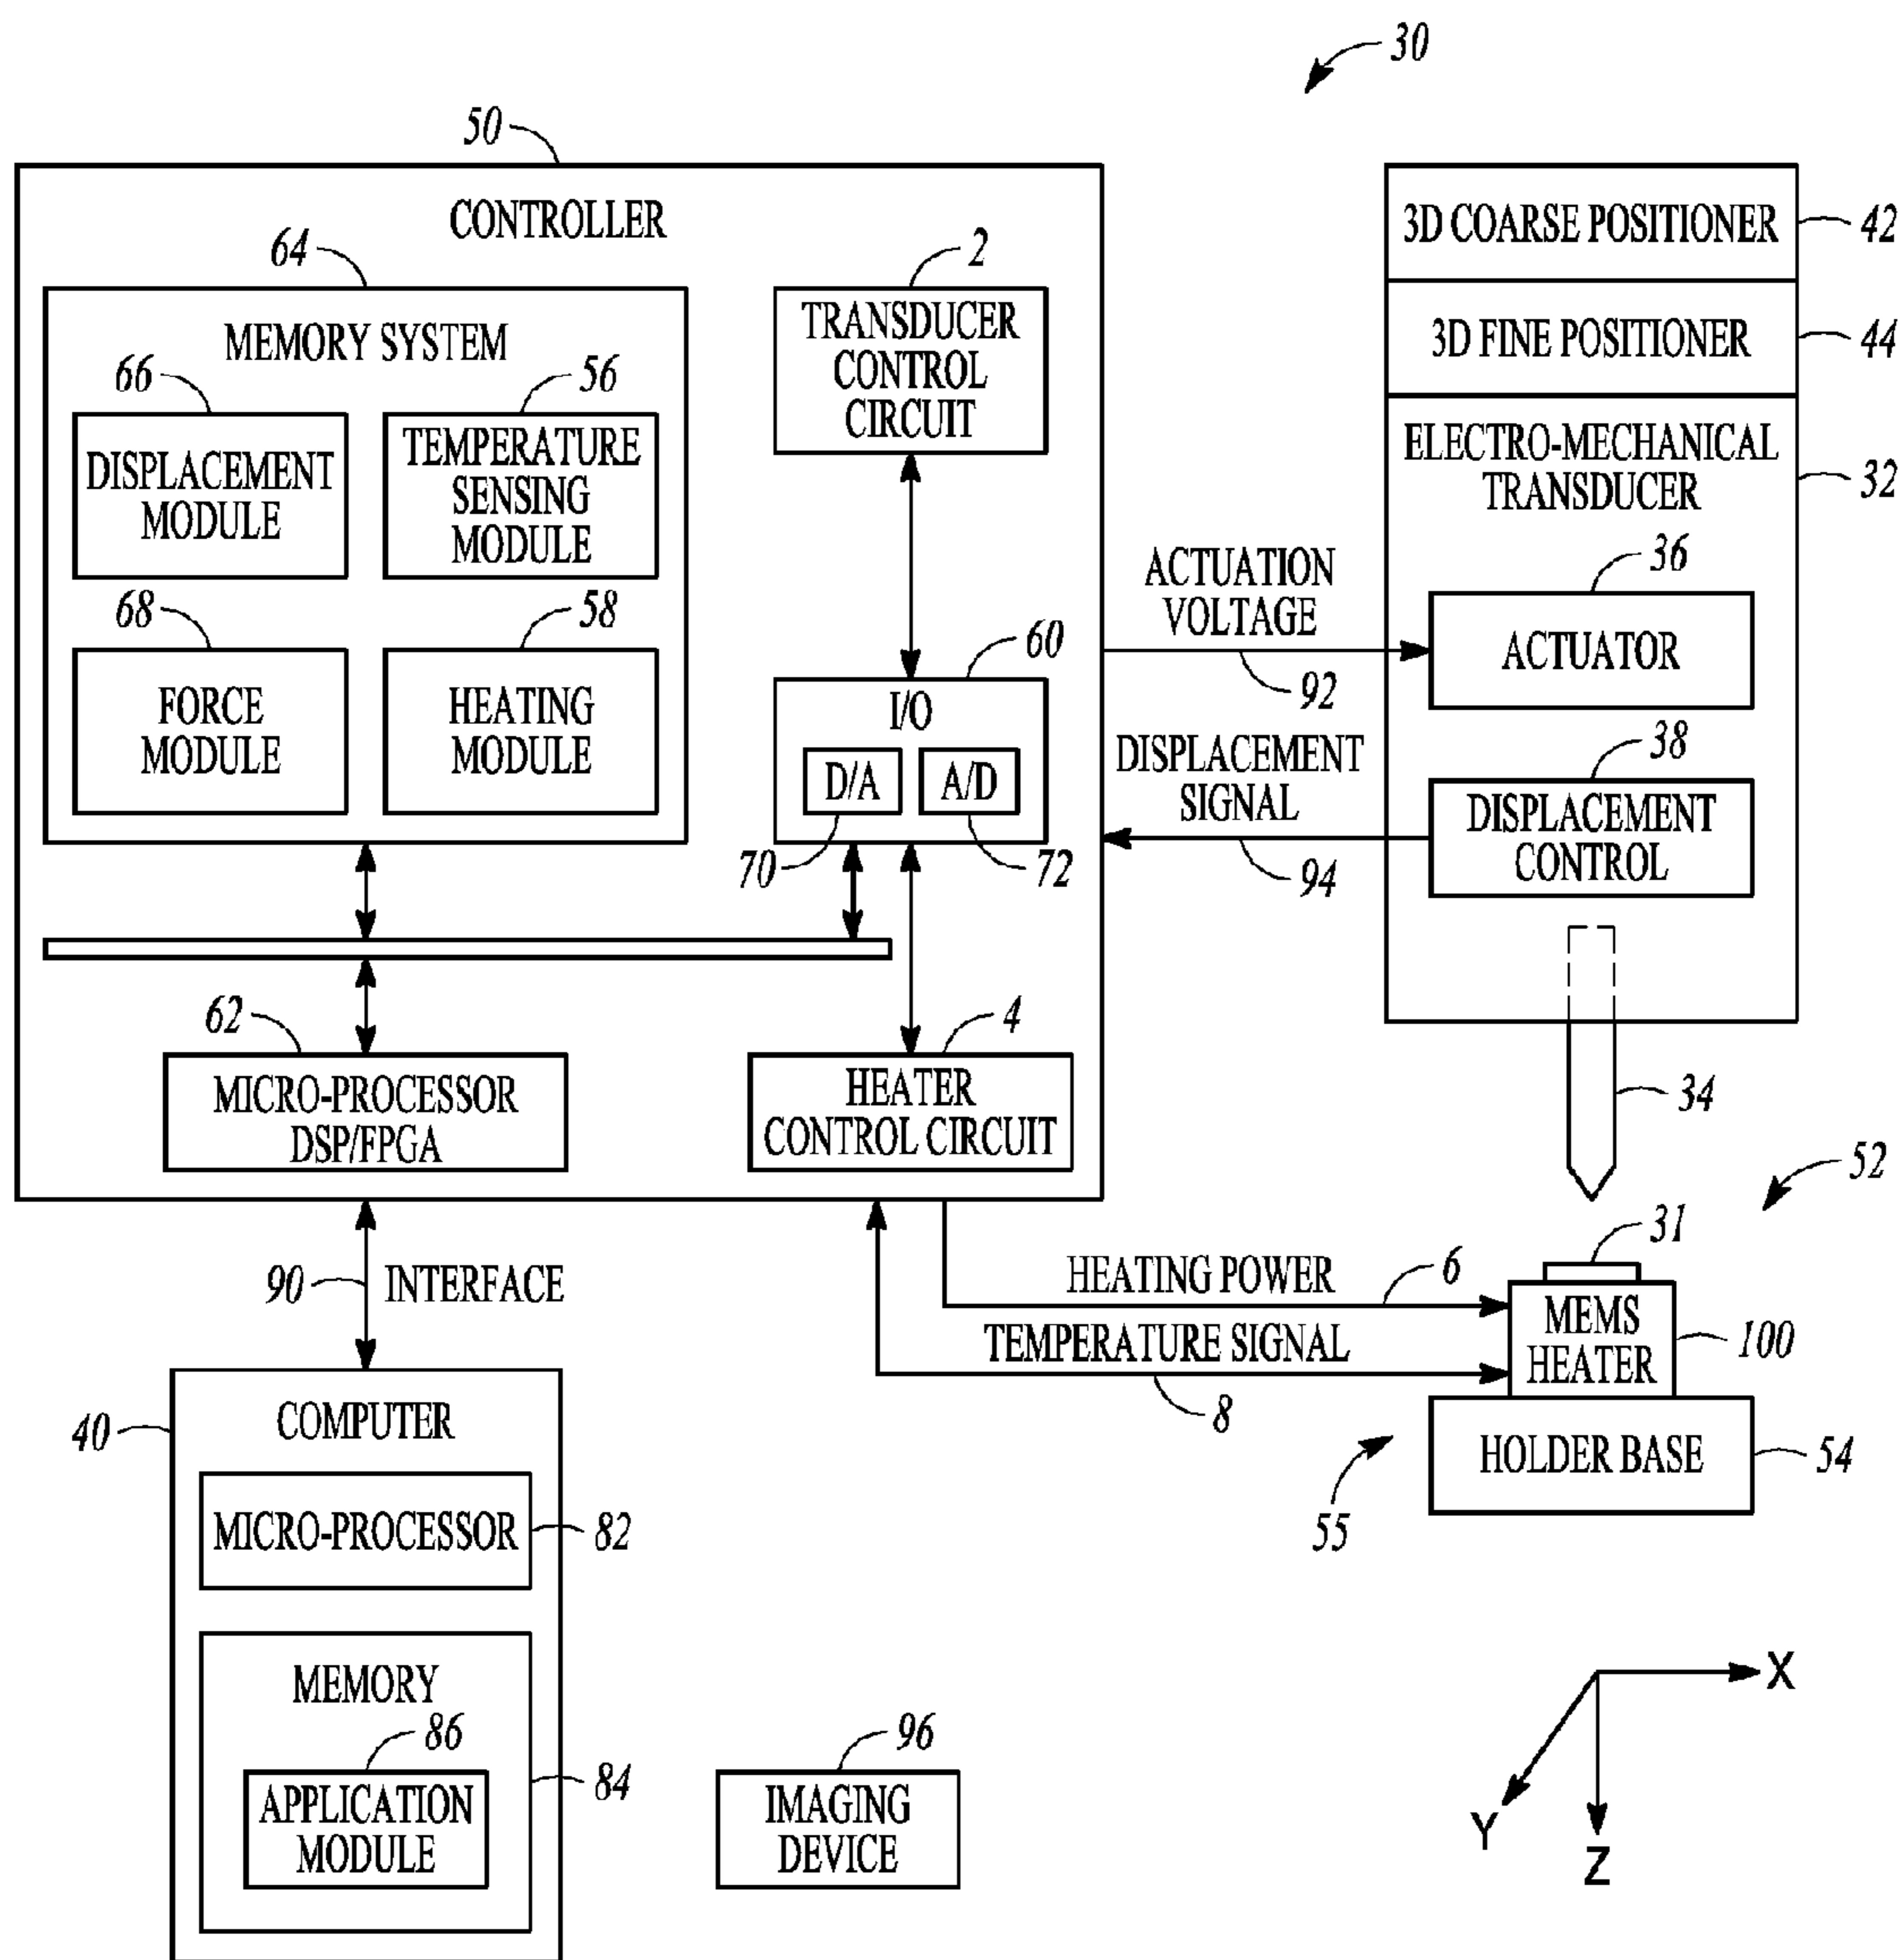 30
50
CONTROLLER
64
MEMORY SYSTEM
66
DISPLACEMENT
MODULE
56
TEMPERATURE
SENSING
MODULE
68
FORCE
MODULE
58
HEATING
MODULE
2
TRANSDUCER
CONTROL
CIRCUIT
60
I/O
D/A
A/D
70
72
62
MICRO-PROCESSOR
DSP/FPGA
4
HEATER
CONTROL CIRCUIT
ACTUATION
VOLTAGE
92
DISPLACEMENT
SIGNAL
94
3D COARSE POSITIONER
42
3D FINE POSITIONER
44
ELECTRO-MECHANICAL
TRANSDUCER
32
36
ACTUATOR
38
DISPLACEMENT
CONTROL
34
52
31
MEMS
HEATER
100
HOLDER BASE
54
55
HEATING POWER
6
TEMPERATURE SIGNAL
8
90
INTERFACE
40
COMPUTER
MICRO-PROCESSOR
82
MEMORY
84
86
APPLICATION
MODULE
96
IMAGING
DEVICE
X
Y
Z